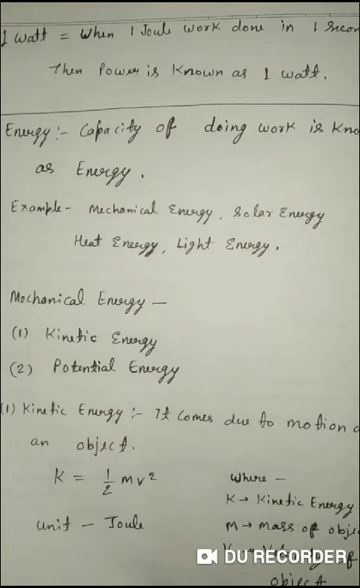 1 Watt = When 1 Joule work done in 1
Then Power is known as 1 watt.
Energy :- Capacity of doing work is
as Energy.
Example - Mechanical Energy, Solar Energy
Heat Energy, Light Energy.
Mechanical Energy —
(1) Kinetic Energy
(2) Potential Energy
(1) Kinetic Energy :- It comes due to motion
an object.
K = 1/2 mv²
Where —
K → Kinetic Energy
Unit - Joule
M → Mass of
of
DU RECORDER
object